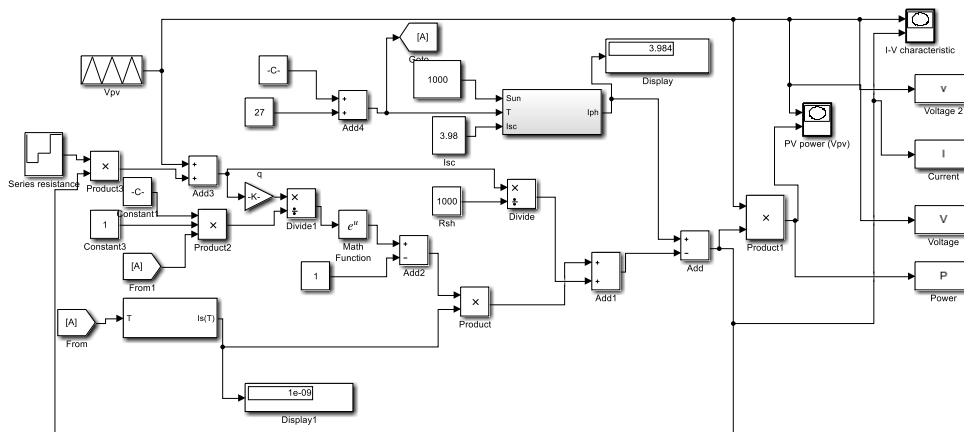 [A]
Goto
I-V characteristic
3.984
Display
-C-
1000
Vpv
Sun
T
Isc
Iph
v
Voltage 2
27
Add4
3.98
Isc
PV power (Vpv)
Series resistance
Product3
Add3
q
-K-
I
Current
-C-
Constant1
1
Constant3
Product2
Divide1
1000
Rsh
Divide
e^u
Math
Function
Product1
V
Voltage
[A]
From1
1
Add2
Add
Add1
P
Power
Product
[A]
From
T
Is(T)
1e-09
Display1